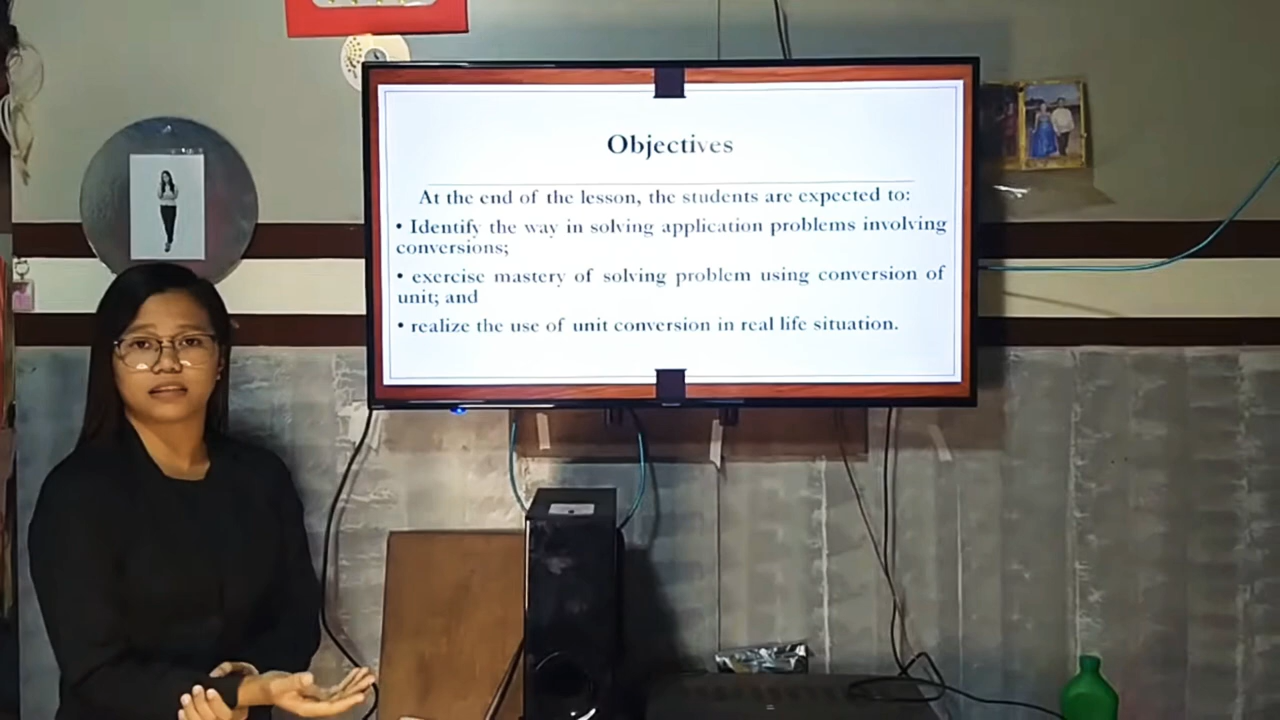 Objectives
At the end of the lesson, the students are expected to:
• Identify the way in solving application problems involving
conversions;
• exercise mastery of solving problem using conversion of
unit; and
• realize the use of unit conversion in real life situation.